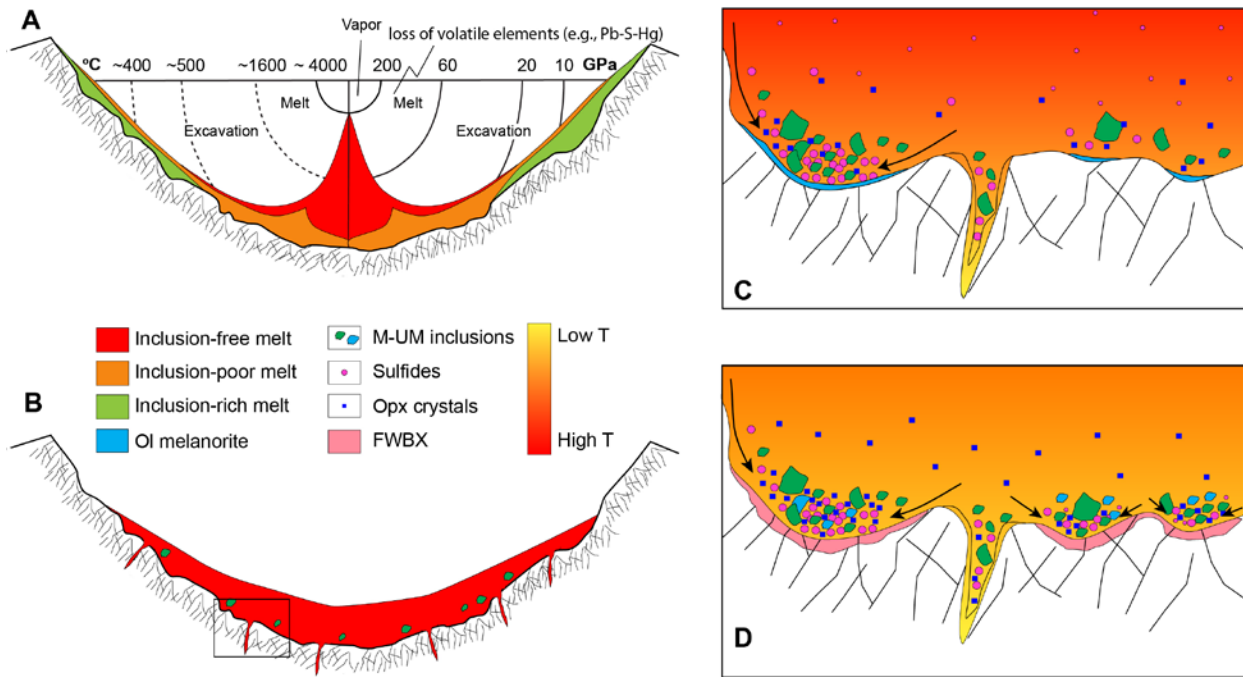 A
Vapor
loss of volatile elements (e.g., Pb-S-Hg)
ºC ~400 ~500 ~1600 ~ 4000 200 60 20 10 GPa
Melt Melt
Excavation Excavation
Inclusion-free melt
Inclusion-poor melt
Inclusion-rich melt
Ol melanorite
M-UM inclusions
Sulfides
Opx crystals
FWBX
Low T
High T
B
C
D